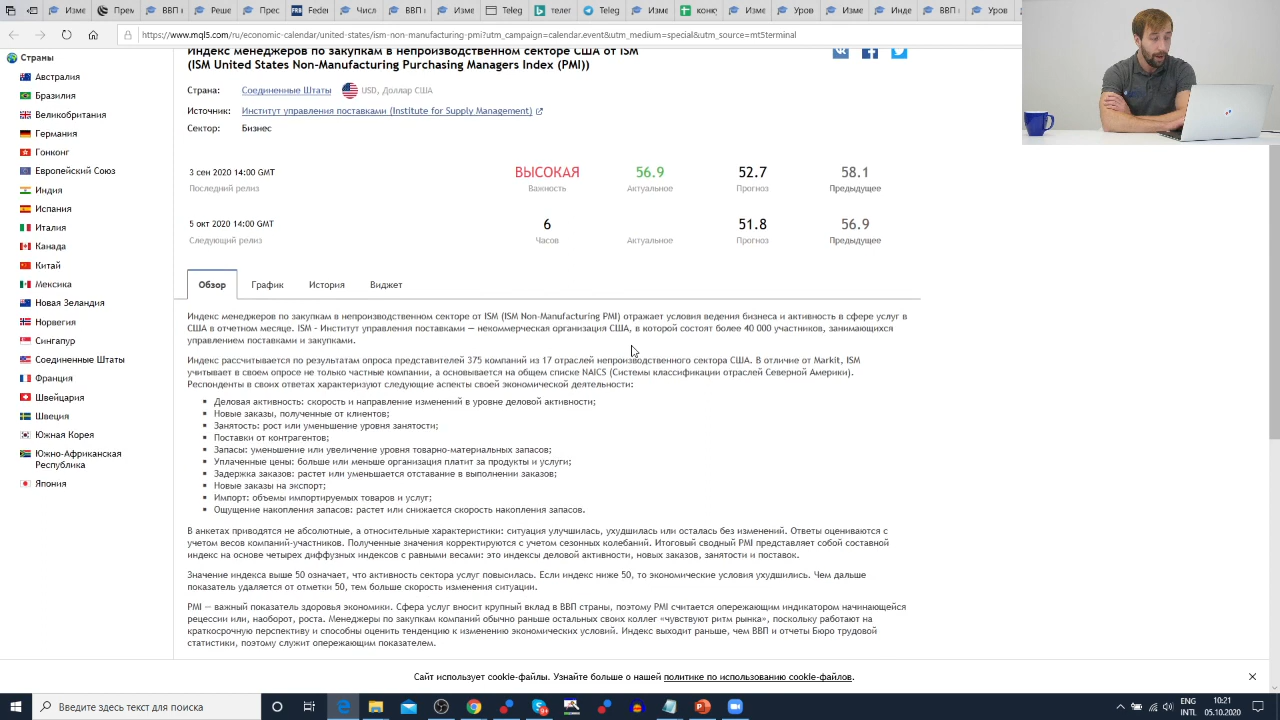 ВВП
ВВП
ISM
Изме
Изме
Изме
Bitrix
tek
Teleg
Изме
конку
Изме
ВВП
ВВП
ВВП
Изме
Уров
https://www.mql5.com/ru/economic-calendar/united-states/ism-non-manufacturing-pmi?utm_campaign=calendar.event&utm_medium=special&utm_source=mt5terminal
Страны
Австралия
Бразилия
Великобритания
Германия
Гонконг
Европейский Союз
Индия
Испания
Италия
Канада
Китай
Мексика
Новая Зеландия
Норвегия
Сингапур
Соединенные Штаты
Франция
Швейцария
Швеция
Южная Корея
Южно-Африканская
Республика
Япония
Индекс менеджеров по закупкам в непроизводственном секторе США от ISM
(ISM United States Non-Manufacturing Purchasing Managers Index (PMI))
Страна: Соединенные Штаты USD, Доллар США
Источник: Институт управления поставками (Institute for Supply Management)
Сектор: Бизнес
3 сен 2020 14:00 GMT ВЫСОКАЯ 56.9 52.7 58.1
Последний релиз Важность Актуальное Прогноз Предыдущее
5 окт 2020 14:00 GMT 6 51.8 56.9
Следующий релиз Часов Актуальное Прогноз Предыдущее
Обзор График История Виджет
Индекс менеджеров по закупкам в непроизводственном секторе от ISM (ISM Non-Manufacturing PMI) отражает условия ведения бизнеса и активность в сфере услуг в
США в отчетном месяце. ISM - Институт управления поставками — некоммерческая организация США, в которой состоят более 40 000 участников, занимающихся
управлением поставками и закупками.
Индекс рассчитывается по результатам опроса представителей 375 компаний из 17 отраслей непроизводственного сектора США. В отличие от Markit, ISM
учитывает в своем опросе не только частные компании, а основывается на общем списке NAICS (Системы классификации отраслей Северной Америки).
Респонденты в своих ответах характеризуют следующие аспекты своей экономической деятельности:
Деловая активность: скорость и направление изменений в уровне деловой активности;
Новые заказы, полученные от клиентов;
Занятость: рост или уменьшение уровня занятости;
Поставки от контрагентов;
Запасы: уменьшение или увеличение уровня товарно-материальных запасов;
Уплаченные цены: больше или меньше организация платит за продукты и услуги;
Задержка заказов: растет или уменьшается отставание в выполнении заказов;
Новые заказы на экспорт;
Импорт: объемы импортируемых товаров и услуг;
Ощущение накопления запасов: растет или снижается скорость накопления запасов.
В анкетах приводятся не абсолютные, а относительные характеристики: ситуация улучшилась, ухудшилась или осталась без изменений. Ответы оцениваются с
учетом весов компаний-участников. Полученные значения корректируются с учетом сезонных колебаний. Итоговый сводный PMI представляет собой составной
индекс на основе четырех диффузных индексов с равными весами: это индексы деловой активности, новых заказов, занятости и поставок.
Значение индекса выше 50 означает, что активность сектора услуг повысилась. Если индекс ниже 50, то экономические условия ухудшились. Чем дальше
показатель удаляется от отметки 50, тем больше скорость изменения ситуации.
PMI — важный показатель здоровья экономики. Сфера услуг вносит крупный вклад в ВВП страны, поэтому PMI считается опережающим индикатором начинающейся
рецессии или, наоборот, роста. Менеджеры по закупкам компаний обычно раньше остальных своих коллег «чувствуют ритм рынка», поскольку работают на
краткосрочную перспективу и способны оценить тенденцию к изменению экономических условий. Индекс выходит раньше, чем ВВП и отчеты Бюро трудовой
статистики, поэтому служит опережающим показателем.
Сайт использует cookie-файлы. Узнайте больше о нашей политике по использованию cookie-файлов.
Введите здесь текст для поиска
ENG 10:21
INTL 05.10.2020